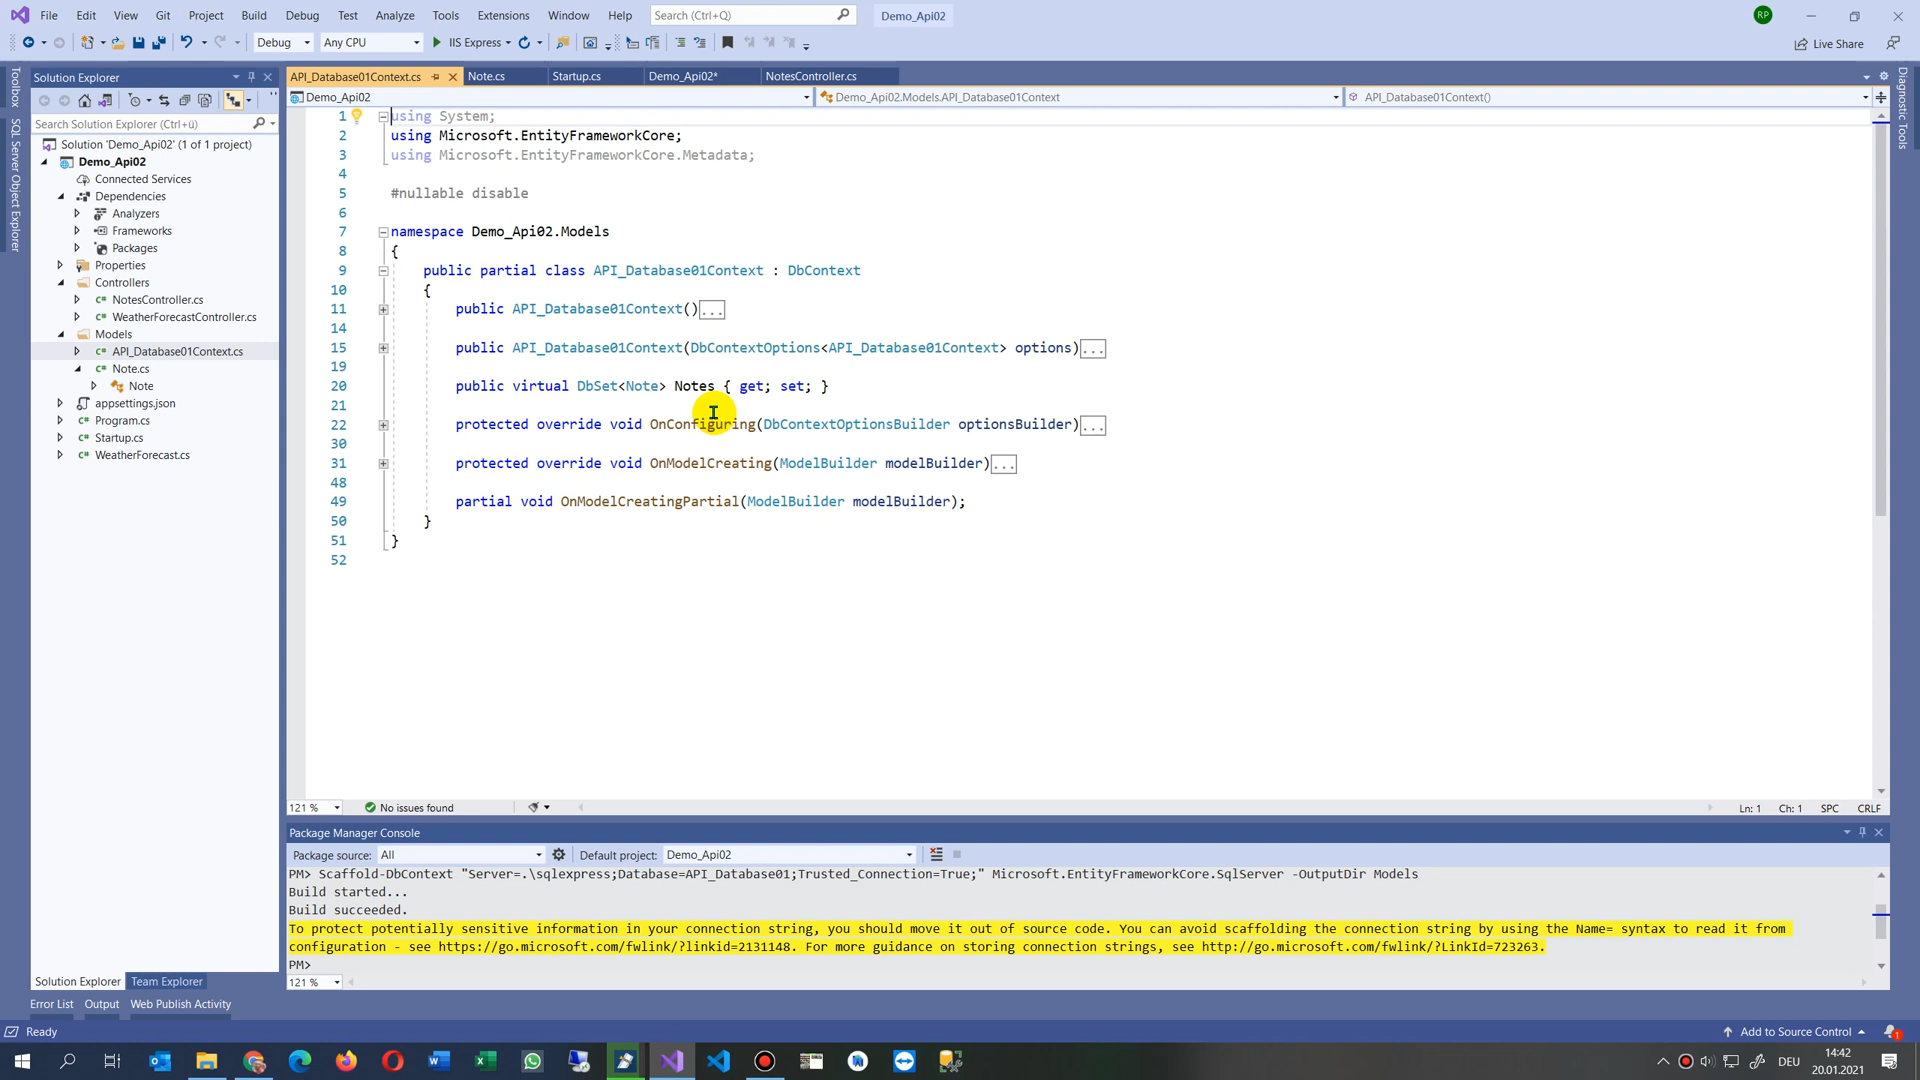 File Edit View Git Project Build Debug Test Analyze Tools Extensions Window Help Search (Ctrl+Q) Demo_Api02 RP
Debug Any CPU IIS Express Live Share
Toolbox
SQL Server Object Explorer
Solution Explorer
Search Solution Explorer (Ctrl+ü)
Solution 'Demo_Api02' (1 of 1 project)
Demo_Api02
Connected Services
Dependencies
Analyzers
Frameworks
Packages
Properties
Controllers
NotesController.cs
WeatherForecastController.cs
Models
API_Database01Context.cs
Note.cs
Note
appsettings.json
Program.cs
Startup.cs
WeatherForecast.cs
Solution Explorer Team Explorer
API_Database01Context.cs Note.cs Startup.cs Demo_Api02* NotesController.cs
Demo_Api02 Demo_Api02.Models.API_Database01Context API_Database01Context()
1 using System;
2 using Microsoft.EntityFrameworkCore;
3 using Microsoft.EntityFrameworkCore.Metadata;
4
5 #nullable disable
6
7 namespace Demo_Api02.Models
8 {
9 public partial class API_Database01Context : DbContext
10 {
11 public API_Database01Context()...
14
15 public API_Database01Context(DbContextOptions<API_Database01Context> options)...
19
20 public virtual DbSet<Note> Notes { get; set; }
21
22 protected override void OnConfiguring(DbContextOptionsBuilder optionsBuilder)...
30
31 protected override void OnModelCreating(ModelBuilder modelBuilder)...
48
49 partial void OnModelCreatingPartial(ModelBuilder modelBuilder);
50 }
51 }
52
121 % No issues found Ln: 1 Ch: 1 SPC CRLF
Diagnostic Tools
Package Manager Console
Package source: All Default project: Demo_Api02
PM> Scaffold-DbContext "Server=.\sqlexpress;Database=API_Database01;Trusted_Connection=True;" Microsoft.EntityFrameworkCore.SqlServer -OutputDir Models
Build started...
Build succeeded.
To protect potentially sensitive information in your connection string, you should move it out of source code. You can avoid scaffolding the connection string by using the Name= syntax to read it from
configuration - see https://go.microsoft.com/fwlink/?linkid=2131148. For more guidance on storing connection strings, see http://go.microsoft.com/fwlink/?LinkId=723263.
PM>
121 %
Error List Output Web Publish Activity
Ready Add to Source Control 1
DEU 14:42
20.01.2021